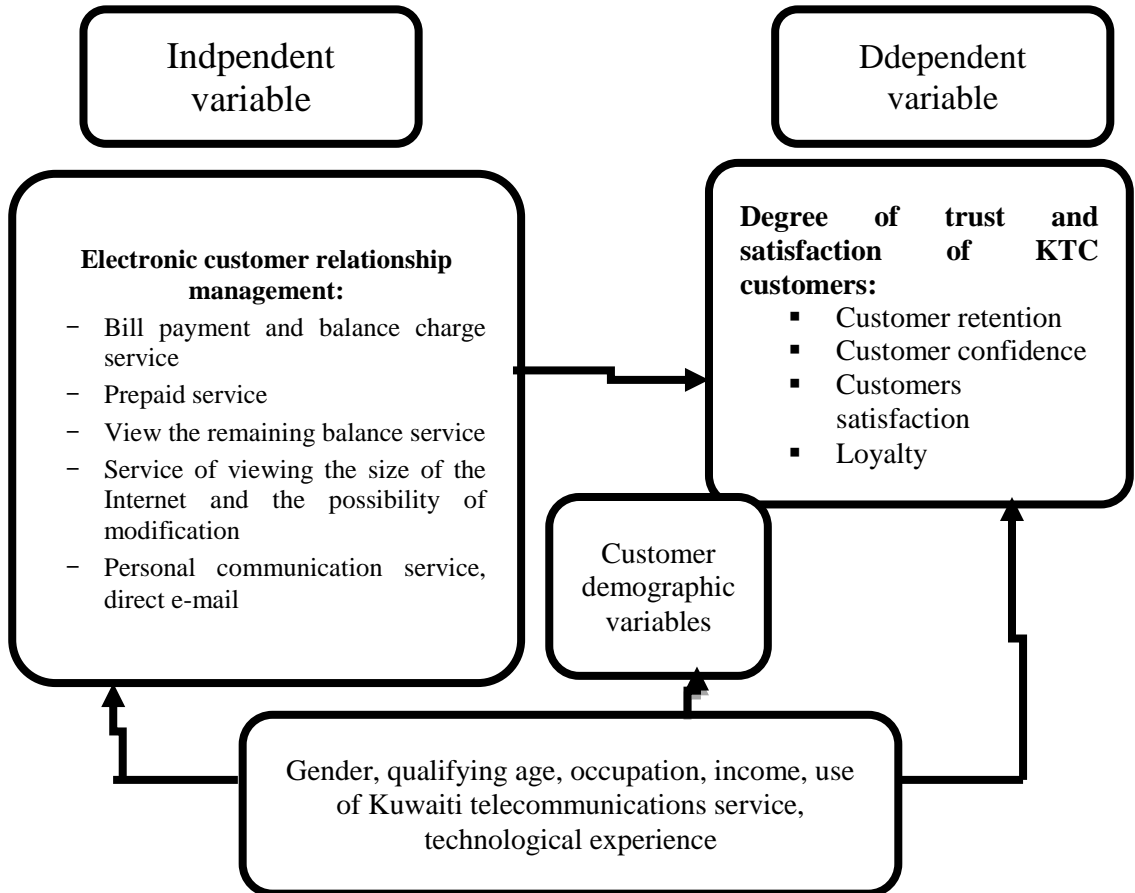 Indpendent
variable
Ddependent
variable
Electronic customer relationship
management:
− Bill payment and balance charge
service
− Prepaid service
− View the remaining balance service
− Service of viewing the size of the
Internet and the possibility of
modification
− Personal communication service,
direct e-mail
Degree of trust and
satisfaction of KTC
customers:
▪ Customer retention
▪ Customer confidence
▪ Customers
satisfaction
▪ Loyalty
Customer
demographic
variables
Gender, qualifying age, occupation, income, use
of Kuwaiti telecommunications service,
technological experience